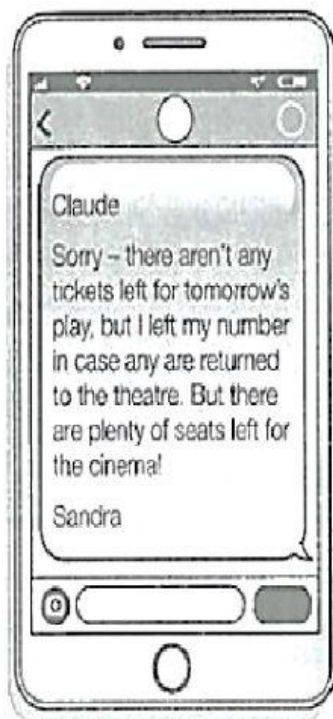 Claude
Sorry – there aren't any
tickets left for tomorrow's
play, but I left my number
in case any are returned
to the theatre. But there
are plenty of seats left for
the cinema!
Sandra